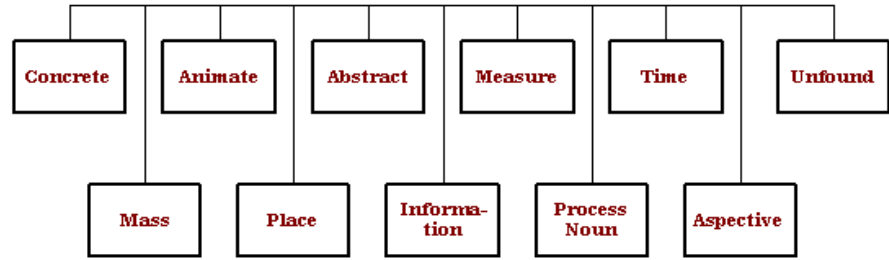 Concrete
Animate
Abstract
Measure
Time
Unfound
Mass
Place
Informa-
tion
Process
Noun
Aspective